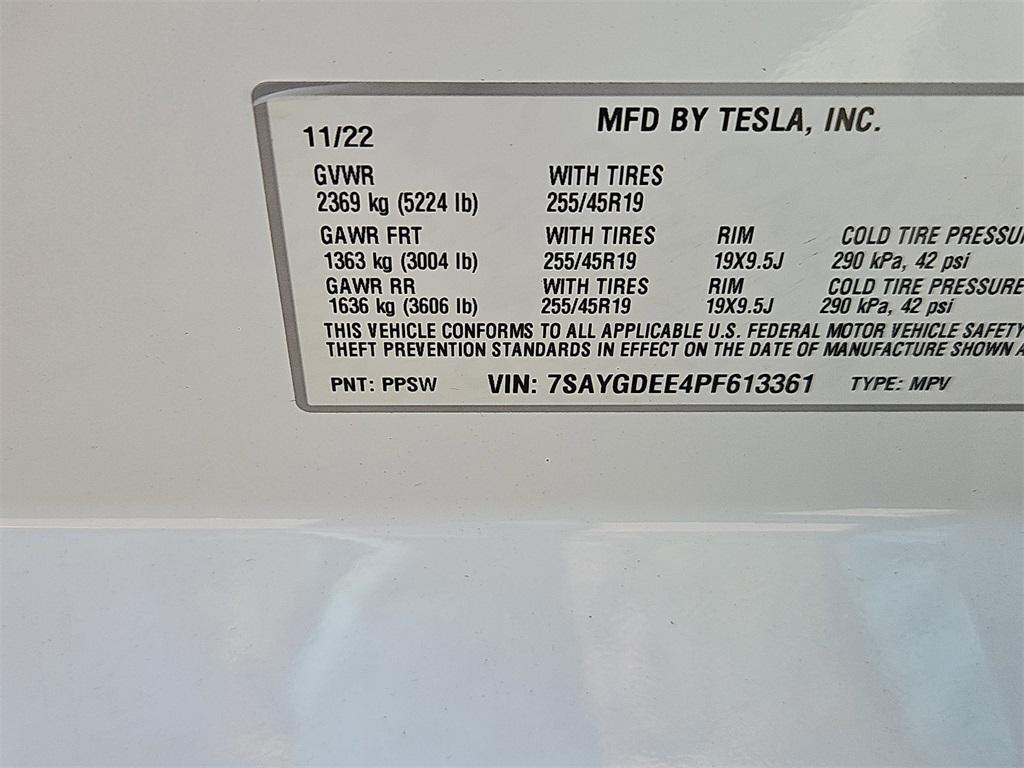 MFD BY TESLA, INC.
11/22
GVWR WITH TIRES
2369 kg (5224 lb) 255/45R19
GAWR FRT WITH TIRES RIM COLD TIRE
1363 kg (3004 lb) 255/45R19 19X9.5J 290 kPa, 42 psi
GAWR RR WITH TIRES RIM COLD TIRE PRESSURE
1636 kg (3606 lb) 255/45R19 19X9.5J 290 kPa, 42 psi
THIS VEHICLE CONFORMS TO ALL APPLICABLE U.S. FEDERAL MOTOR VEHICLE SAFETY
THEFT PREVENTION STANDARDS IN EFFECT ON THE DATE OF MANUFACTURE SHOWN
PNT: PPSW VIN: 7SAYGDEE4PF613361 TYPE: MPV